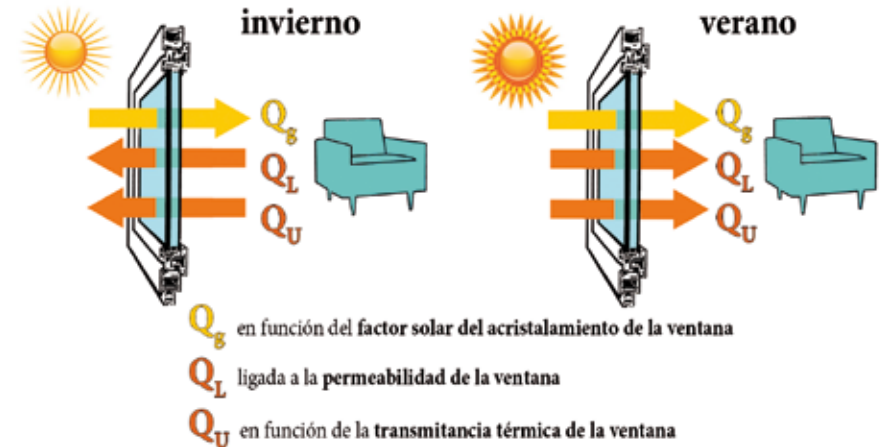 invierno
verano
Qg
QL
QU
Qg
QL
QU
Qg en función del factor solar del acristalamiento de la ventana
QL ligada a la permeabilidad de la ventana
QU en función de la transmitancia térmica de la ventana